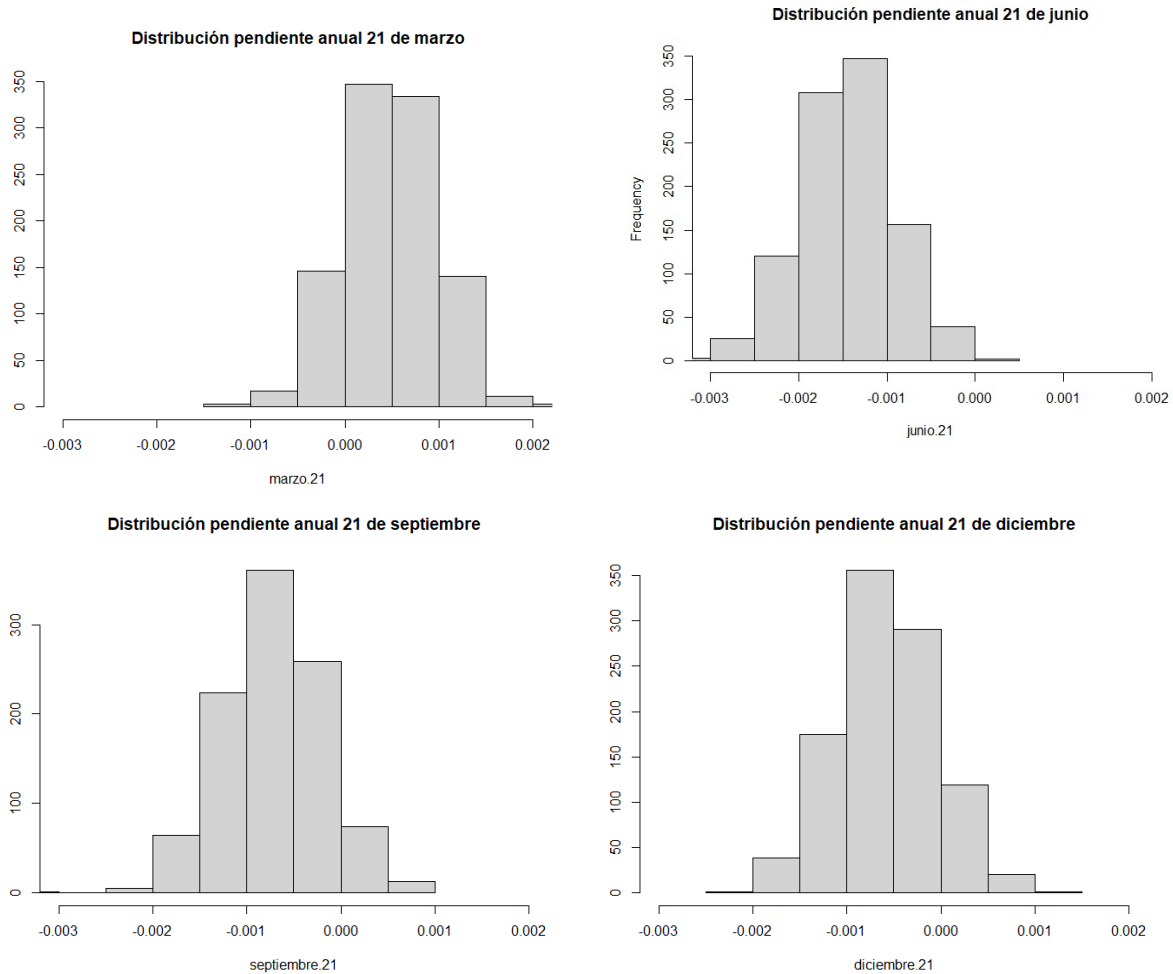 Distribución pendiente anual 21 de marzo
350
300
250
200
150
100
50
0
-0.003 -0.002 -0.001 0.000 0.001 0.002
marzo.21
Distribución pendiente anual 21 de junio
Frequency
350
300
250
200
150
100
50
0
-0.003 -0.002 -0.001 0.000 0.001 0.002
junio.21
Distribución pendiente anual 21 de septiembre
300
200
100
0
-0.003 -0.002 -0.001 0.000 0.001 0.002
septiembre.21
Distribución pendiente anual 21 de diciembre
350
300
250
200
150
100
50
0
-0.003 -0.002 -0.001 0.000 0.001 0.002
diciembre.21